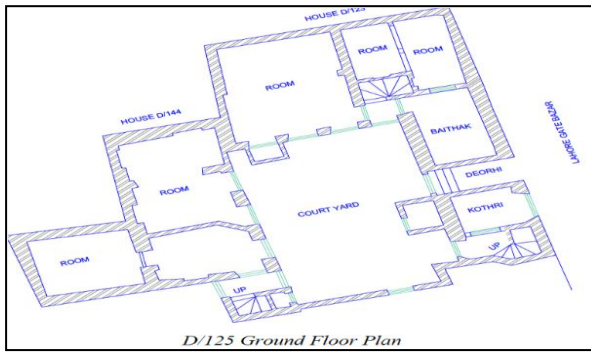 HOUSE D/123
ROOM
ROOM
ROOM
HOUSE D/144
BAITHAK
LAHORE GATE BAZAR
DEORHI
ROOM
COURT YARD
KOTHRI
ROOM
UP
UP
D/125 Ground Floor Plan